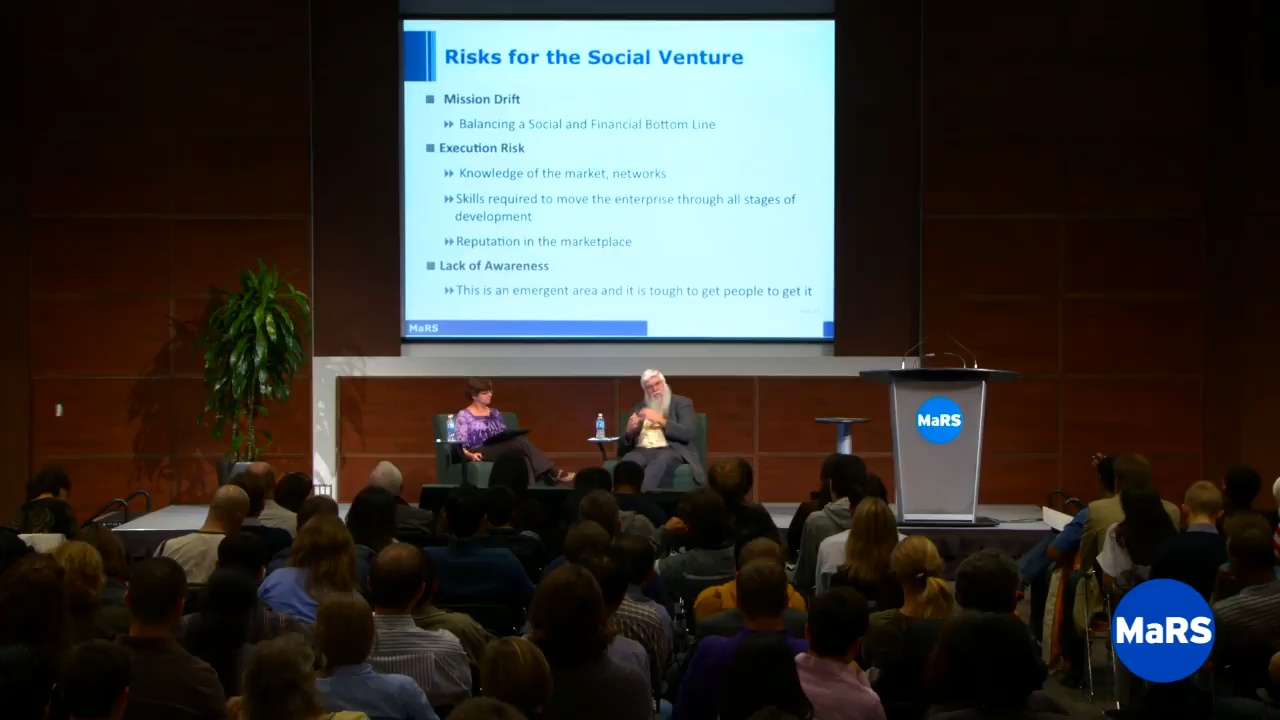 Risks for the Social Venture
Mission Drift
Balancing a Social and Financial Bottom Line
Execution Risk
Knowledge of the market, networks
Skills required to move the enterprise through all stages of
development
Reputation in the marketplace
Lack of Awareness
This is an emergent area and it is tough to get people to get it
MaRS
MaRS
MaRS